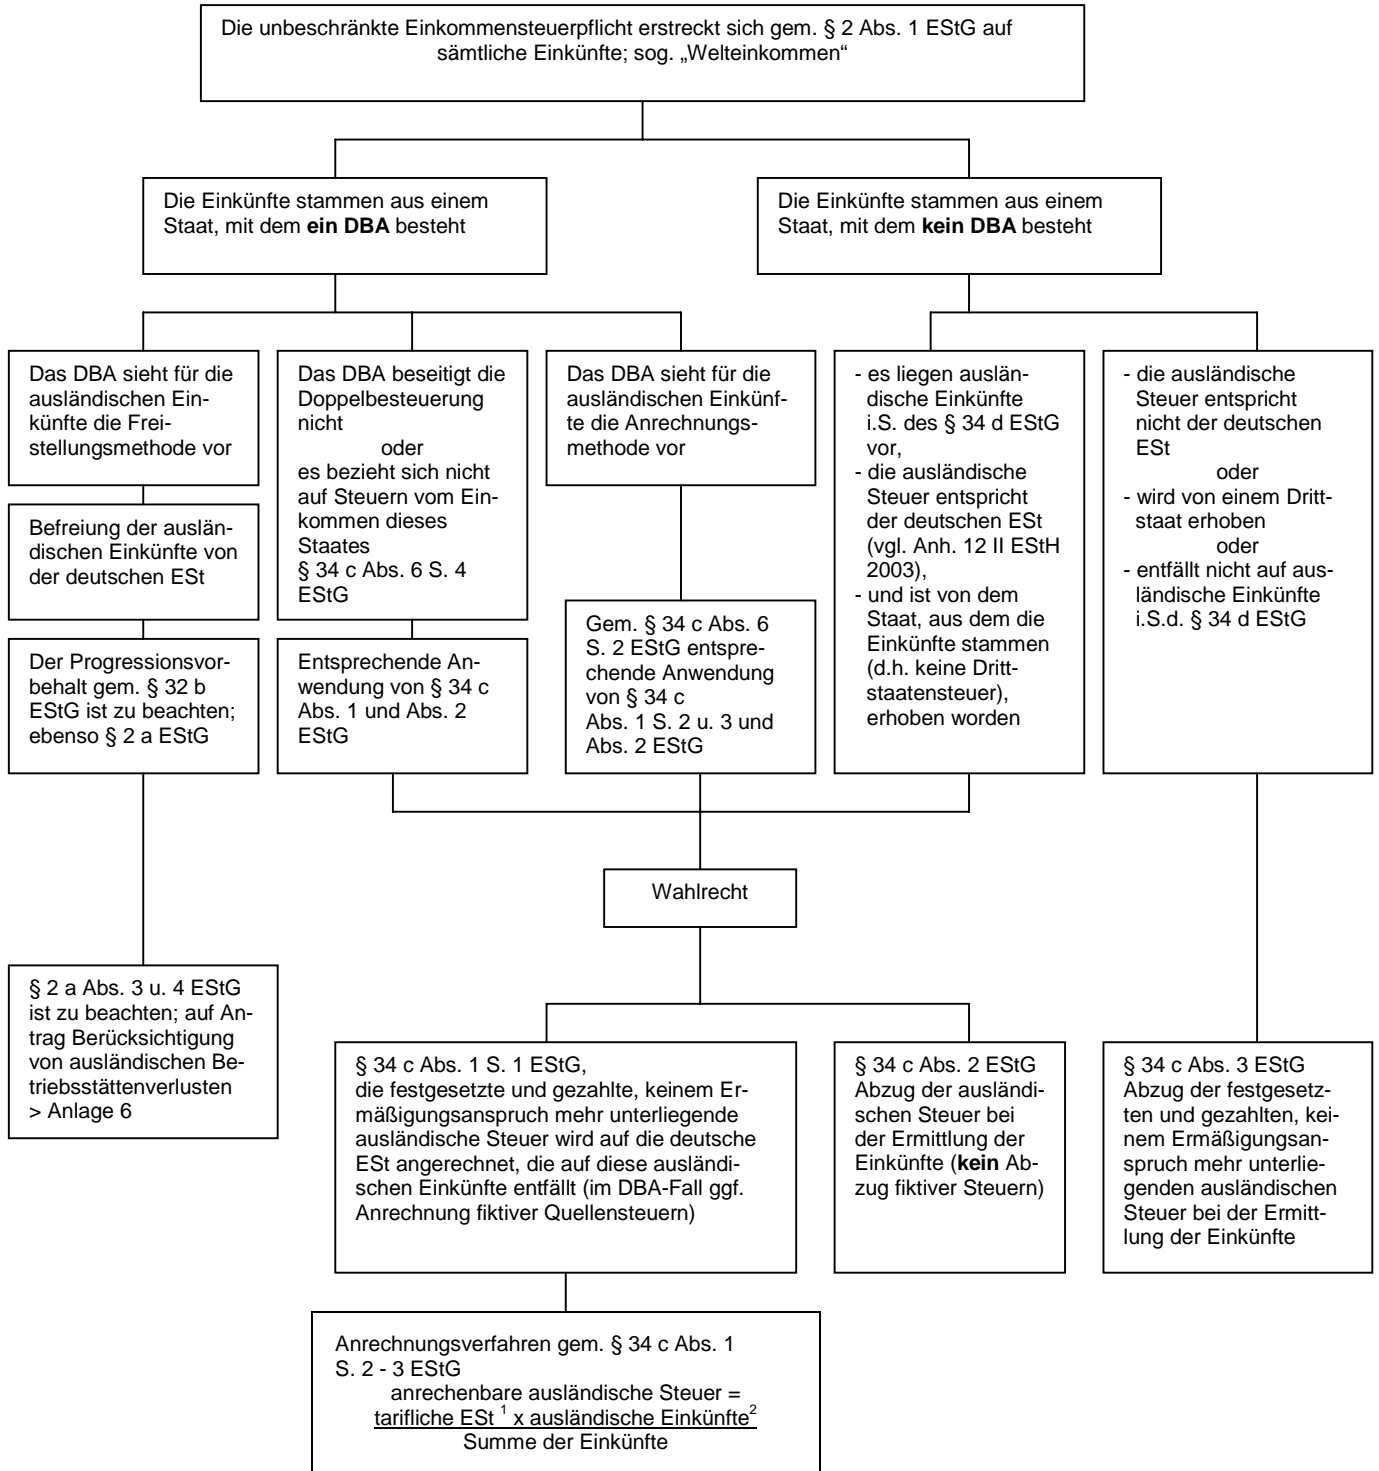 Die unbeschränkte Einkommensteuerpflicht erstreckt sich gem. § 2 Abs. 1 EStG auf
sämtliche Einkünfte; sog. „Welteinkommen“
Die Einkünfte stammen aus einem
Staat, mit dem ein DBA besteht
Die Einkünfte stammen aus einem
Staat, mit dem kein DBA besteht
Das DBA sieht für die
ausländischen Ein-
künfte die Frei-
stellungsmethode vor
Befreiung der auslän-
dischen Einkünfte von
der deutschen ESt
Der Progressionsvor-
behalt gem. § 32 b
EStG ist zu beachten;
ebenso § 2 a EStG
§ 2 a Abs. 3 u. 4 EStG
ist zu beachten; auf An-
trag Berücksichtigung
von ausländischen Be-
triebsstättenverlusten
> Anlage 6
Das DBA beseitigt die
Doppelbesteuerung
nicht
oder
es bezieht sich nicht
auf Steuern vom Ein-
kommen dieses
Staates
§ 34 c Abs. 6 S. 4
EStG
Entsprechende An-
wendung von § 34 c
Abs. 1 und Abs. 2
EStG
Das DBA sieht für die
ausländischen Einkünf-
te die Anrechnungs-
methode vor
Gem. § 34 c Abs. 6
S. 2 EStG entspre-
chende Anwendung
von § 34 c
Abs. 1 S. 2 u. 3 und
Abs. 2 EStG
- es liegen auslän-
dische Einkünfte
i.S. des § 34 d EStG
vor,
- die ausländische
Steuer entspricht
der deutschen ESt
(vgl. Anh. 12 II EStH
2003),
- und ist von dem
Staat, aus dem die
Einkünfte stammen
(d.h. keine Dritt-
staatensteuer),
erhoben worden
- die ausländische
Steuer entspricht
nicht der deutschen
ESt
oder
- wird von einem Dritt-
staat erhoben
oder
- entfällt nicht auf aus-
ländische Einkünfte
i.S.d. § 34 d EStG
Wahlrecht
§ 34 c Abs. 1 S. 1 EStG,
die festgesetzte und gezahlte, keinem Er-
mäßigungsanspruch mehr unterliegende
ausländische Steuer wird auf die deutsche
ESt angerechnet, die auf diese ausländi-
schen Einkünfte entfällt (im DBA-Fall ggf.
Anrechnung fiktiver Quellensteuern)
§ 34 c Abs. 2 EStG
Abzug der ausländi-
schen Steuer bei
der Ermittlung der
Einkünfte (kein Ab-
zug fiktiver Steuern)
§ 34 c Abs. 3 EStG
Abzug der festgesetz-
ten und gezahlten, kei-
nem Ermäßigungsan-
spruch mehr unterlie-
genden ausländischen
Steuer bei der Ermitt-
lung der Einkünfte
Anrechnungsverfahren gem. § 34 c Abs. 1
S. 2 - 3 EStG
anrechenbare ausländische Steuer =
tarifliche ESt ¹ x ausländische Einkünfte²
Summe der Einkünfte